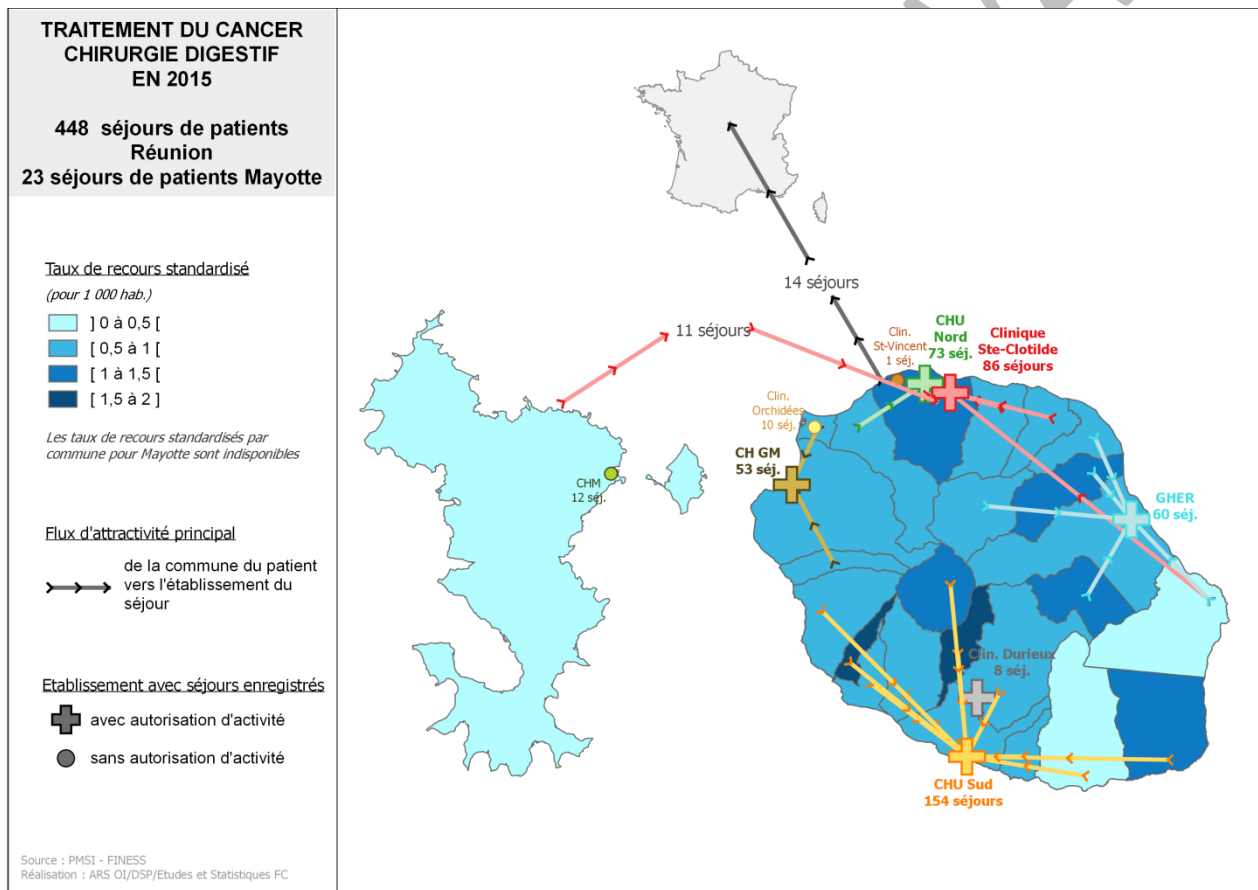 TRAITEMENT DU CANCER
CHIRURGIE DIGESTIF
EN 2015
448 séjours de patients
Réunion
23 séjours de patients Mayotte
Taux de recours standardisé
(pour 1 000 hab.)
] 0 à 0,5 [
[ 0,5 à 1 [
[ 1 à 1,5 [
[ 1,5 à 2 ]
Les taux de recours standardisés par
commune pour Mayotte sont indisponibles
Flux d'attractivité principal
de la commune du patient
vers l'établissement du
séjour
Etablissement avec séjours enregistrés
avec autorisation d'activité
sans autorisation d'activité
Source : PMSI - FINESS
Réalisation : ARS OI/DSP/Etudes et Statistiques FC
14 séjours
11 séjours
Clin.
St-Vincent
1 séj.
CHU
Nord
73 séj.
Clinique
Ste-Clotilde
86 séjours
Clin.
Orchidées
10 séj.
CH GM
53 séj.
CHM
12 séj.
GHER
60 séj.
Clin. Durieux
8 séj.
CHU Sud
154 séjours